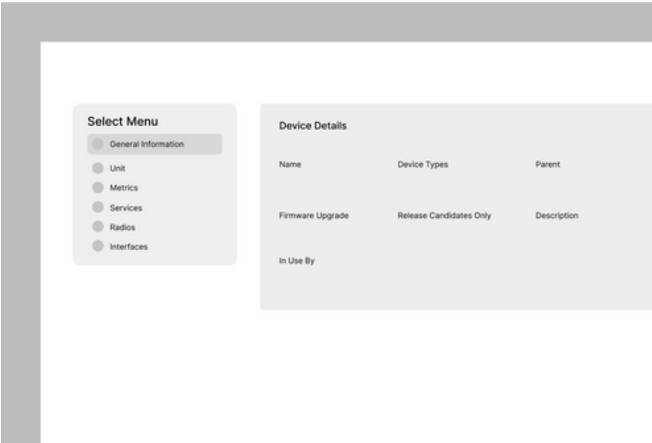 Select Menu
General Information
Unit
Metrics
Services
Radios
Interfaces
Device Details
Name
Device Types
Parent
Firmware Upgrade
Release Candidates Only
Description
In Use By